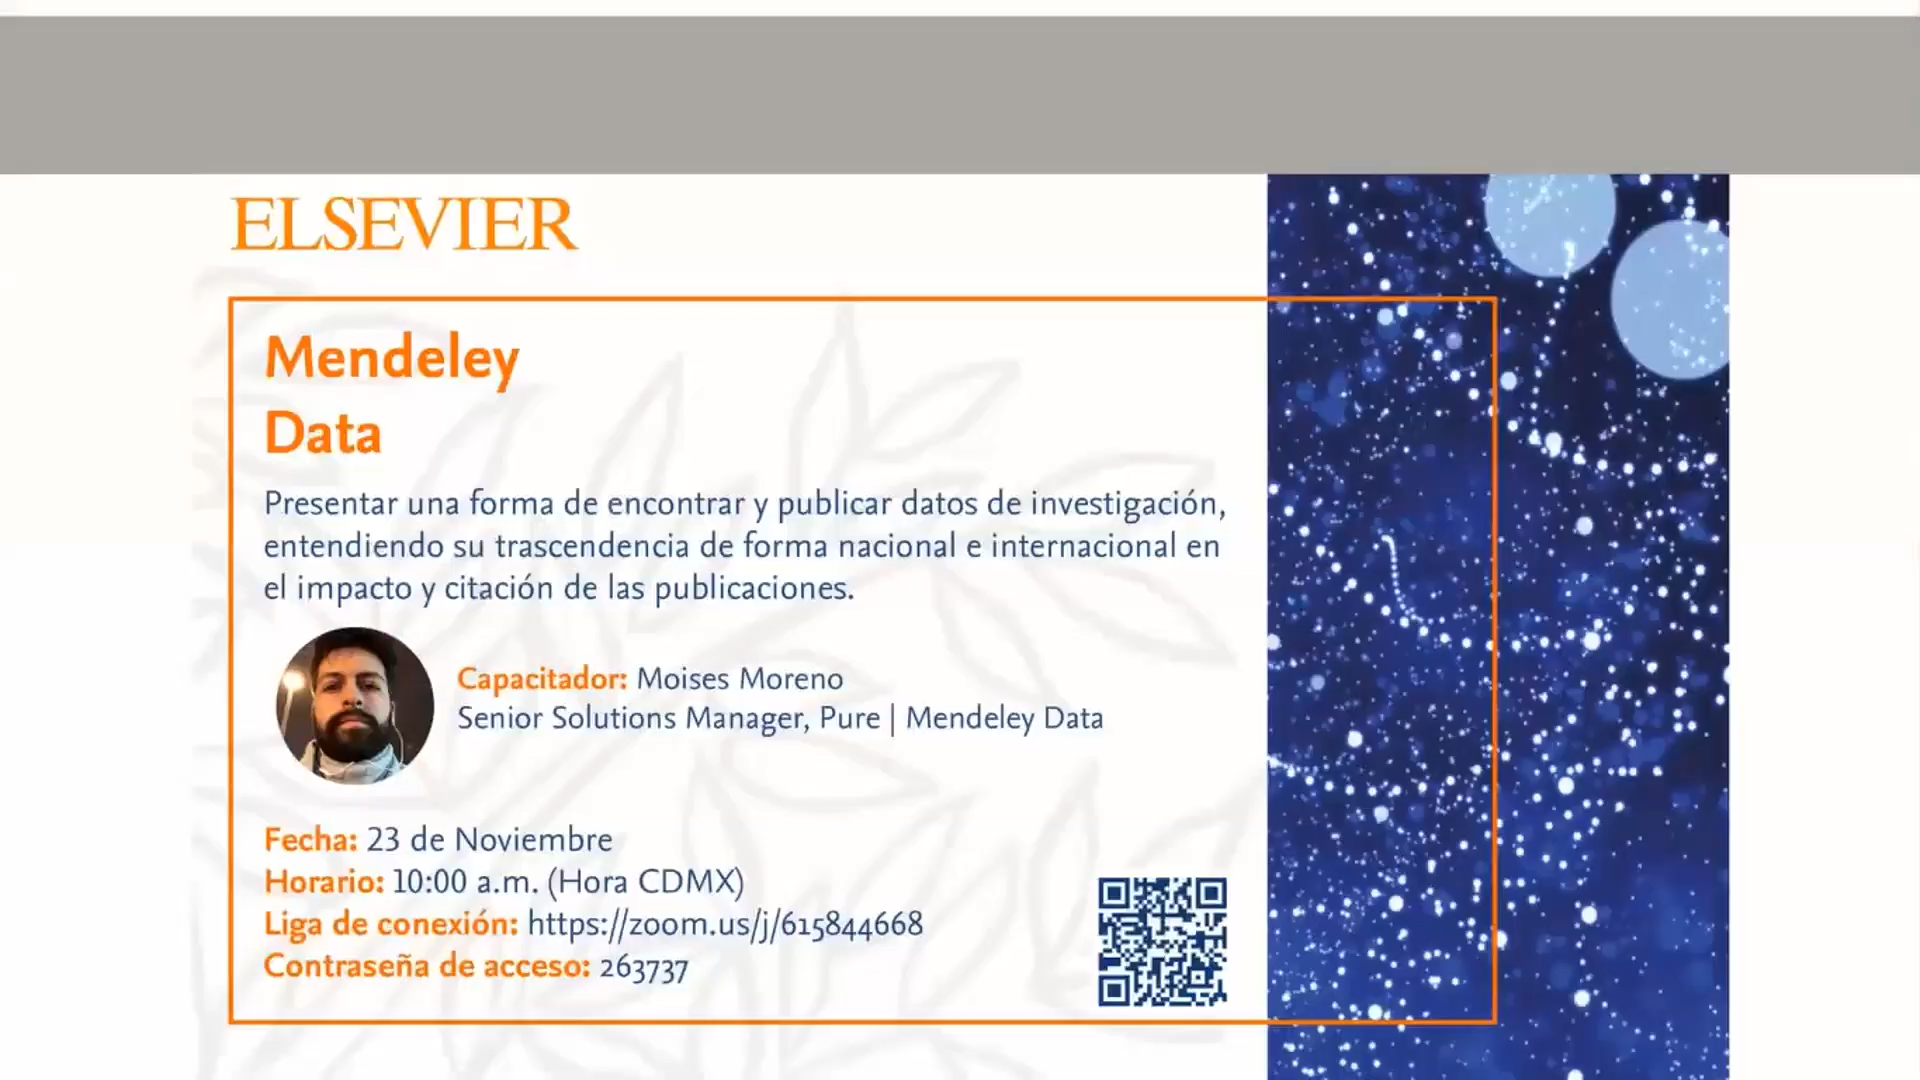 ELSEVIER
Mendeley
Data
Presentar una forma de encontrar y publicar datos de investigación,
entendiendo su trascendencia de forma nacional e internacional en
el impacto y citación de las publicaciones.
Capacitador: Moises Moreno
Senior Solutions Manager, Pure | Mendeley Data
Fecha: 23 de Noviembre
Horario: 10:00 a.m. (Hora CDMX)
Liga de conexión: https://zoom.us/j/615844668
Contraseña de acceso: 263737